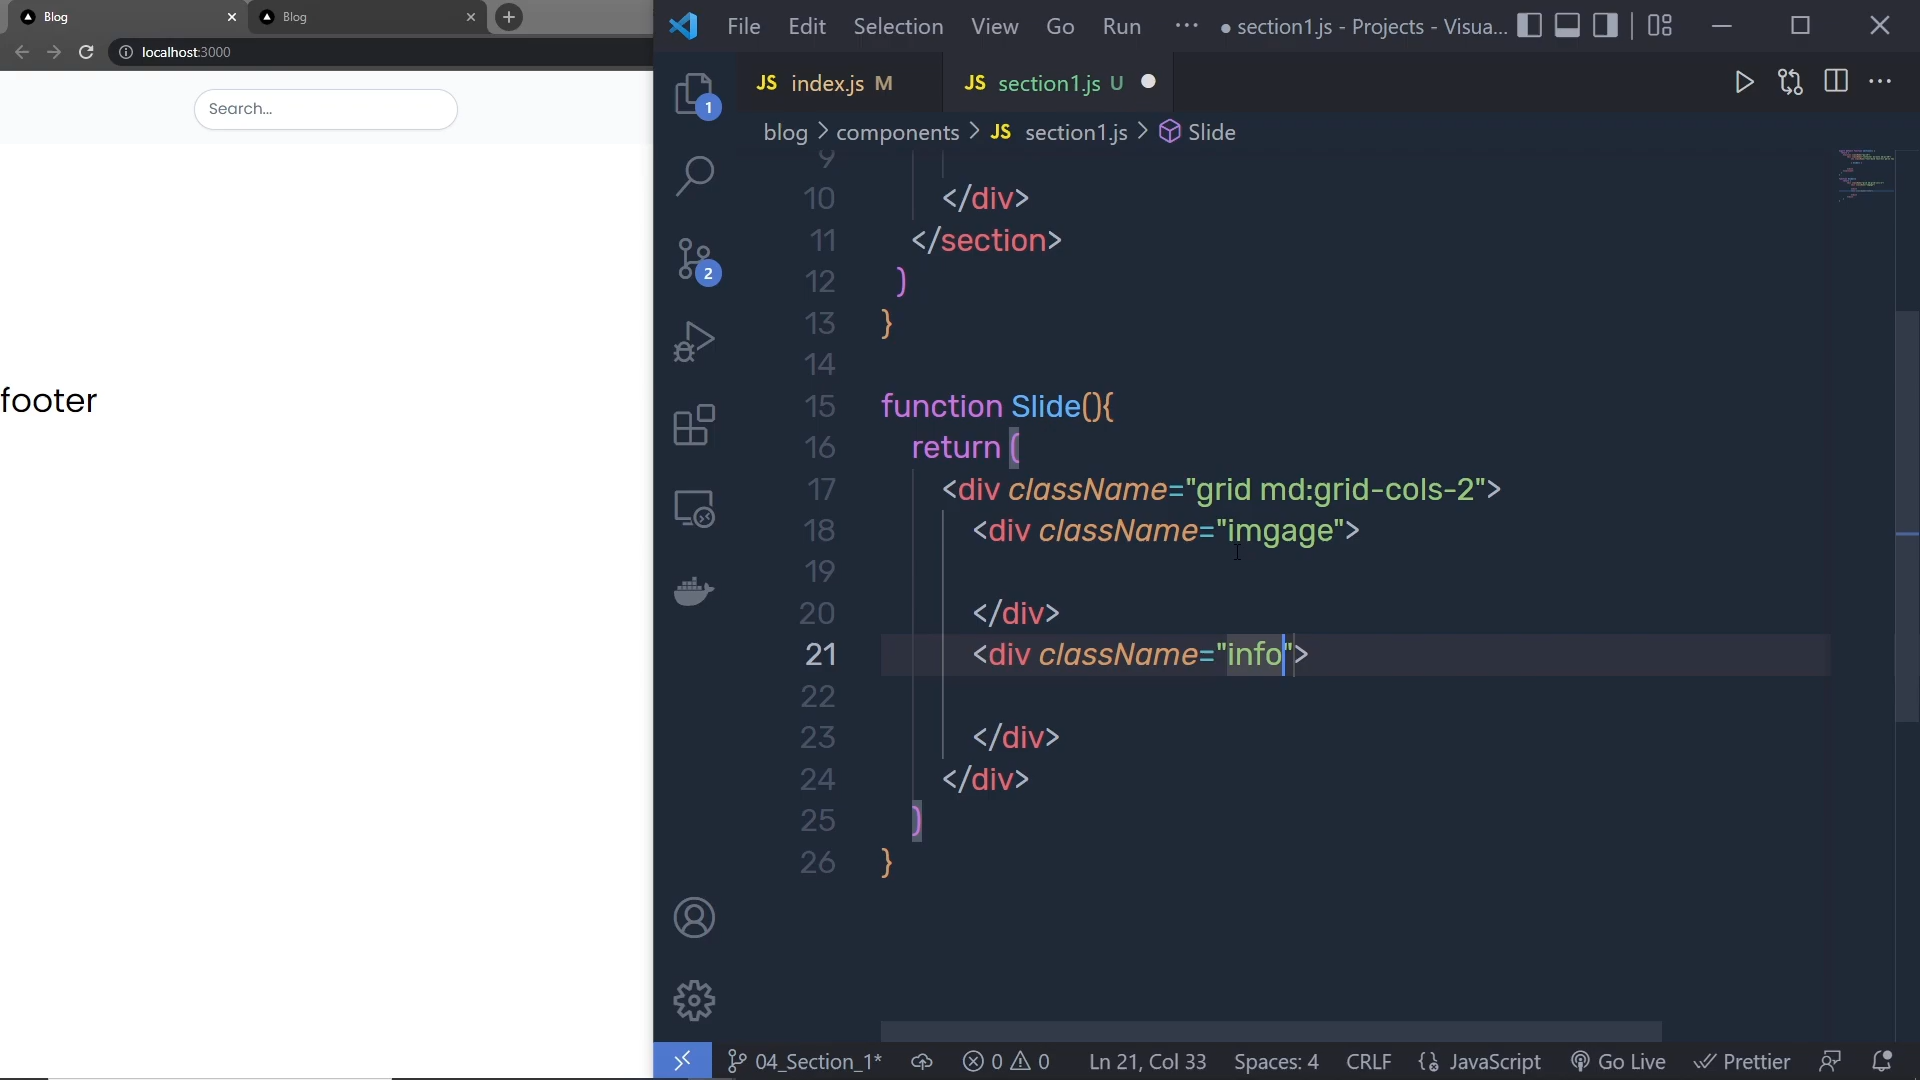 Blog
Blog
localhost:3000
Search...
footer
File Edit Selection View Go Run ··· ● section1.js - Projects - Visua...
JS index.js M
JS section1.js U ●
blog > components > JS section1.js > Slide
1
2
9
10 </div>
11 </section>
12 )
13 }
14
15 function Slide(){
16 return (
17 <div className="grid md:grid-cols-2">
18 <div className="imgage">
19
20 </div>
21 <div className="info">
22
23 </div>
24 </div>
25 )
26 }
04_Section_1* 0 0 Ln 21, Col 33 Spaces: 4 CRLF JavaScript Go Live Prettier